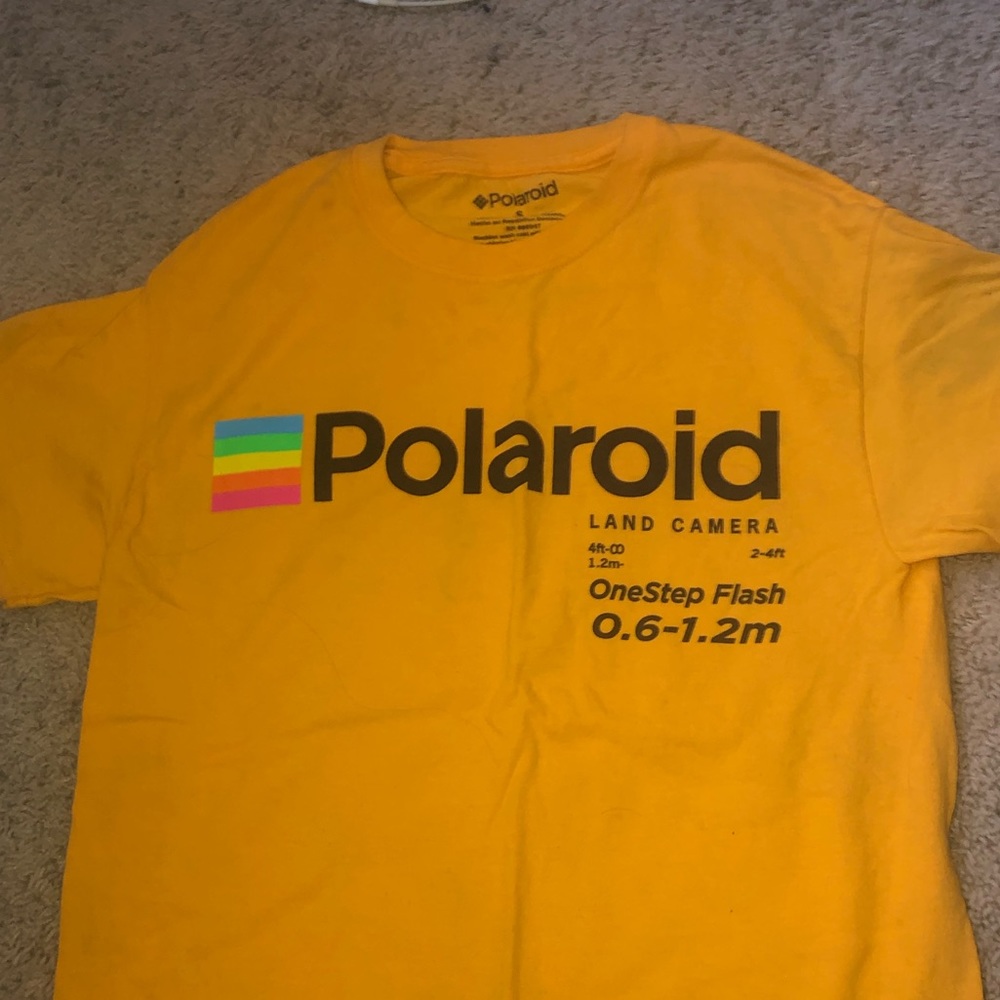 Polaroid
Polaroid
LAND CAMERA
4ft-∞ 2-4ft
1.2m-
OneStep Flash
0.6-1.2m